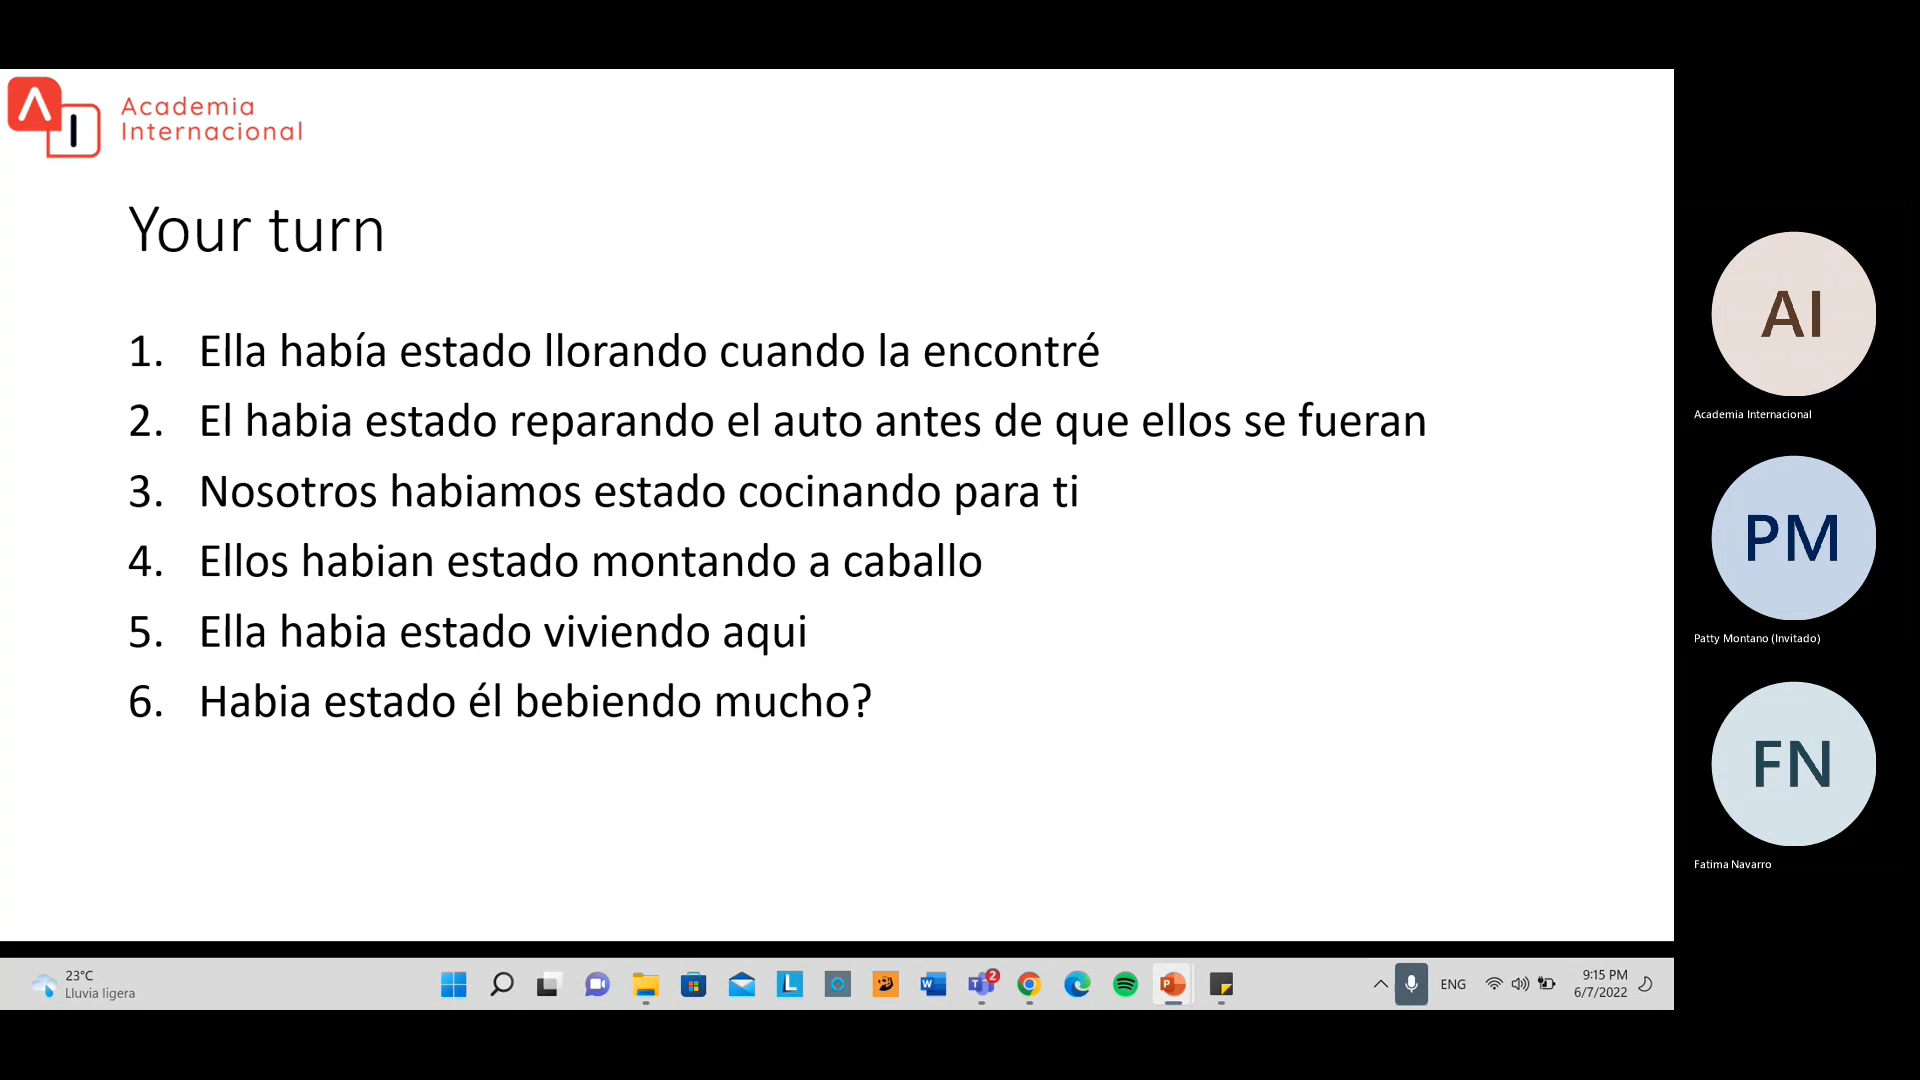 Academia
Internacional
Your turn
1. Ella había estado llorando cuando la encontré
2. El habia estado reparando el auto antes de que ellos se fueran
3. Nosotros habiamos estado cocinando para ti
4. Ellos habian estado montando a caballo
5. Ella habia estado viviendo aqui
6. Habia estado él bebiendo mucho?
AI
Academia Internacional
PM
Patty Montano (Invitado)
FN
Fatima Navarro
23°C
Lluvia ligera
2
ENG
9:15 PM
6/7/2022